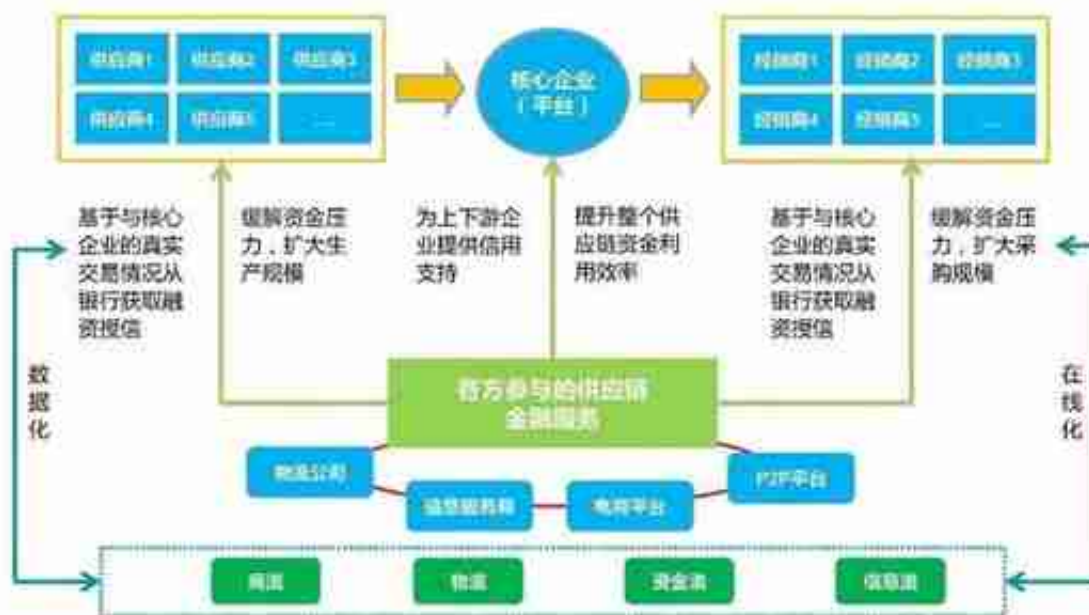 供应商1 供应商2 供应商3
供应商4 供应商5 ...
核心企业
（平台）
经销商1 经销商2 经销商3
经销商4 经销商5 ...
基于与核心
企业的真实
交易情况从
银行获取融
资授信
缓解资金压
力，扩大生
产规模
为上下游企
业提供信用
支持
提升整个供
应链资金利
用效率
基于与核心
企业的真实
交易情况从
银行获取融
资授信
缓解资金压
力，扩大采
购规模
数据化
在线化
各方参与的供应链
金融服务
物流公司
信息服务商
电商平台
P2P平台
商流
物流
资金流
信息流